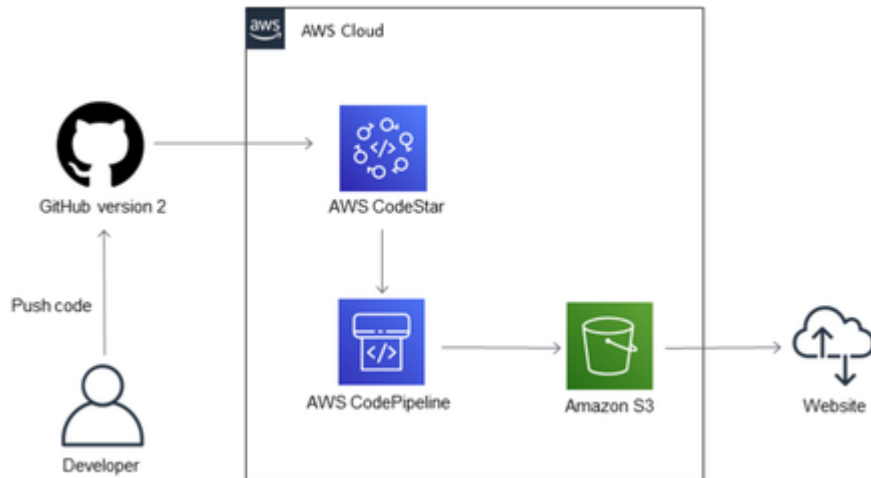 aws
AWS Cloud
GitHub version 2
</>
AWS CodeStar
Push code
</>
AWS CodePipeline
Amazon S3
Website
Developer